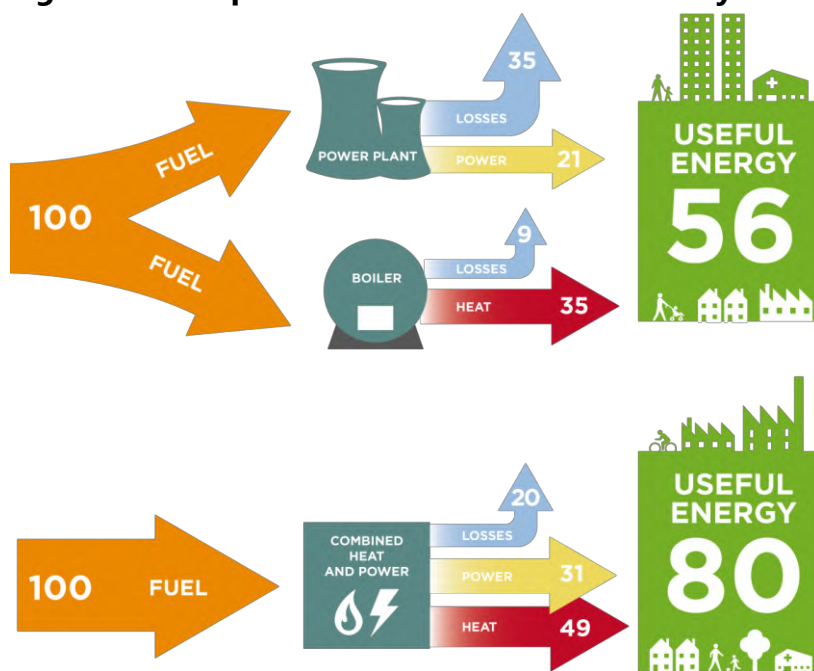 35
LOSSES
POWER PLANT
POWER
21
FUEL
100
FUEL
9
LOSSES
BOILER
HEAT
35
USEFUL
ENERGY
56
20
LOSSES
COMBINED
HEAT
AND POWER
POWER
31
100
FUEL
HEAT
49
USEFUL
ENERGY
80